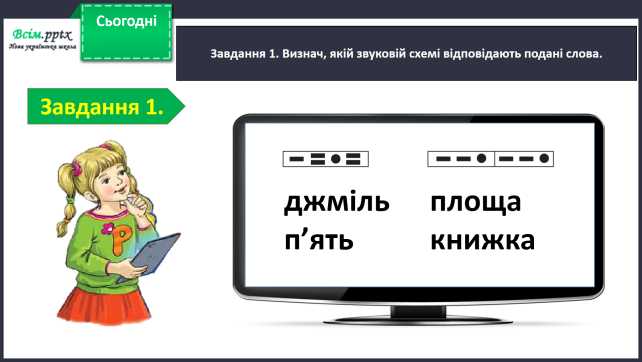 Всім.pptx
Нова українська школа
Сьогодні
Завдання 1. Визнач, якій звуковій схемі відповідають подані слова.
Завдання 1.
джміль
п’ять
площа
книжка